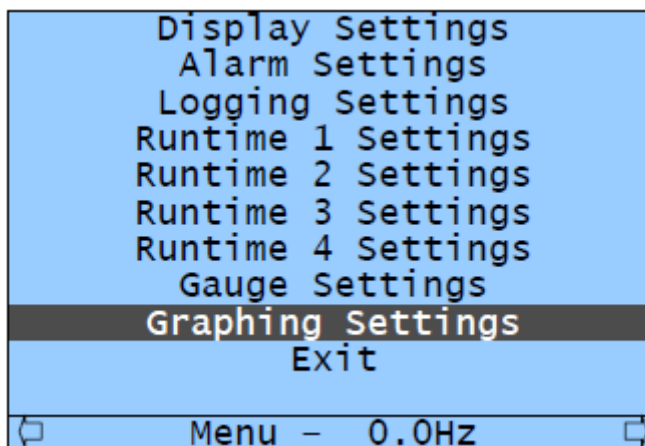 Display Settings
Alarm Settings
Logging Settings
Runtime 1 Settings
Runtime 2 Settings
Runtime 3 Settings
Runtime 4 Settings
Gauge Settings
Graphing Settings
Exit
Menu - 0.0Hz